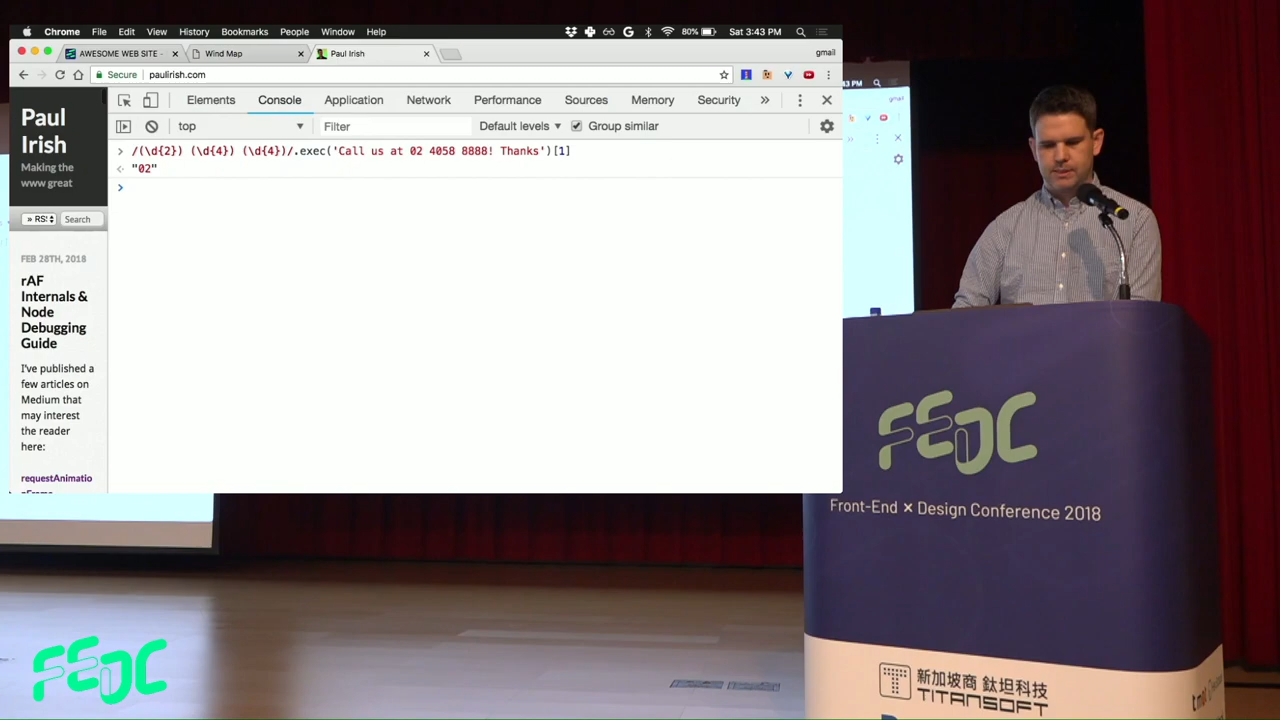 Chrome File Edit View History Bookmarks People Window Help
80% Sat 3:43 PM
AWESOME WEB SITE -
Wind Map
Paul Irish
gmail
Secure paulirish.com
Paul
Irish
Making the
www great
» RSS
Search
FEB 28TH, 2018
rAF
Internals &
Node
Debugging
Guide
I've published a
few articles on
Medium that
may interest
the reader
here:
requestAnimatio
nFrame
Elements Console Application Network Performance Sources Memory Security »
top Filter Default levels Group similar
/(\d{2}) (\d{4}) (\d{4})/.exec('Call us at 02 4058 8888! Thanks')[1]
"02"
43 PM
gmail
FEDC
Front-End × Design Conference 2018
新加坡商 鈦坦科技
TITANSOFT
FEDC